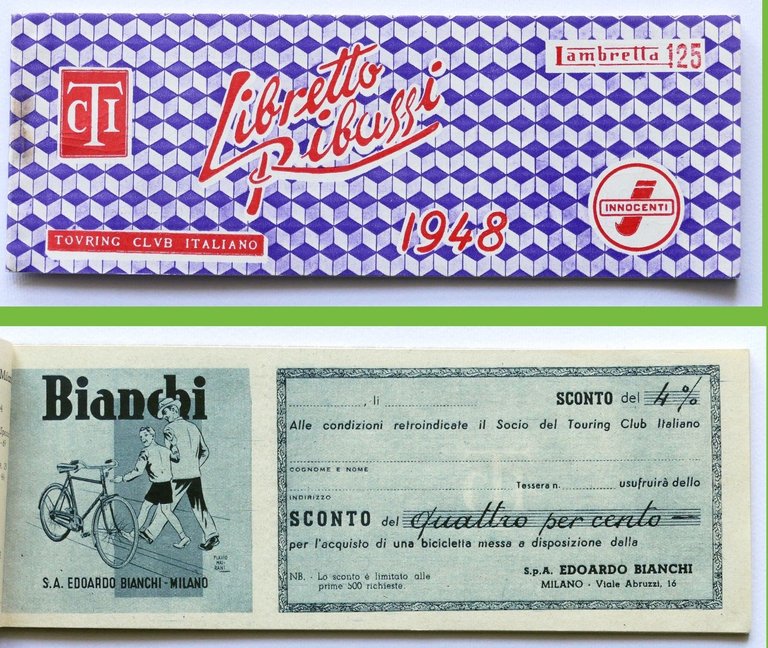 CTI
Libretto
Ribassi
Lambretta 125
INNOCENTI
1948
TOVRING CLVB ITALIANO
Bianchi
S.A. EDOARDO BIANCHI - MILANO
, li SCONTO del 4%
Alle condizioni retroindicate il Socio del Touring Club Italiano
COGNOME E NOME
Tessera n. usufruirà dello
INDIRIZZO
SCONTO del quattro per cento
per l'acquisto di una bicicletta messa a disposizione dalla
S.p.A. EDOARDO BIANCHI
MILANO - Viale Abruzzi, 16
NB. - Lo sconto è limitato alle
prime 500 richieste.